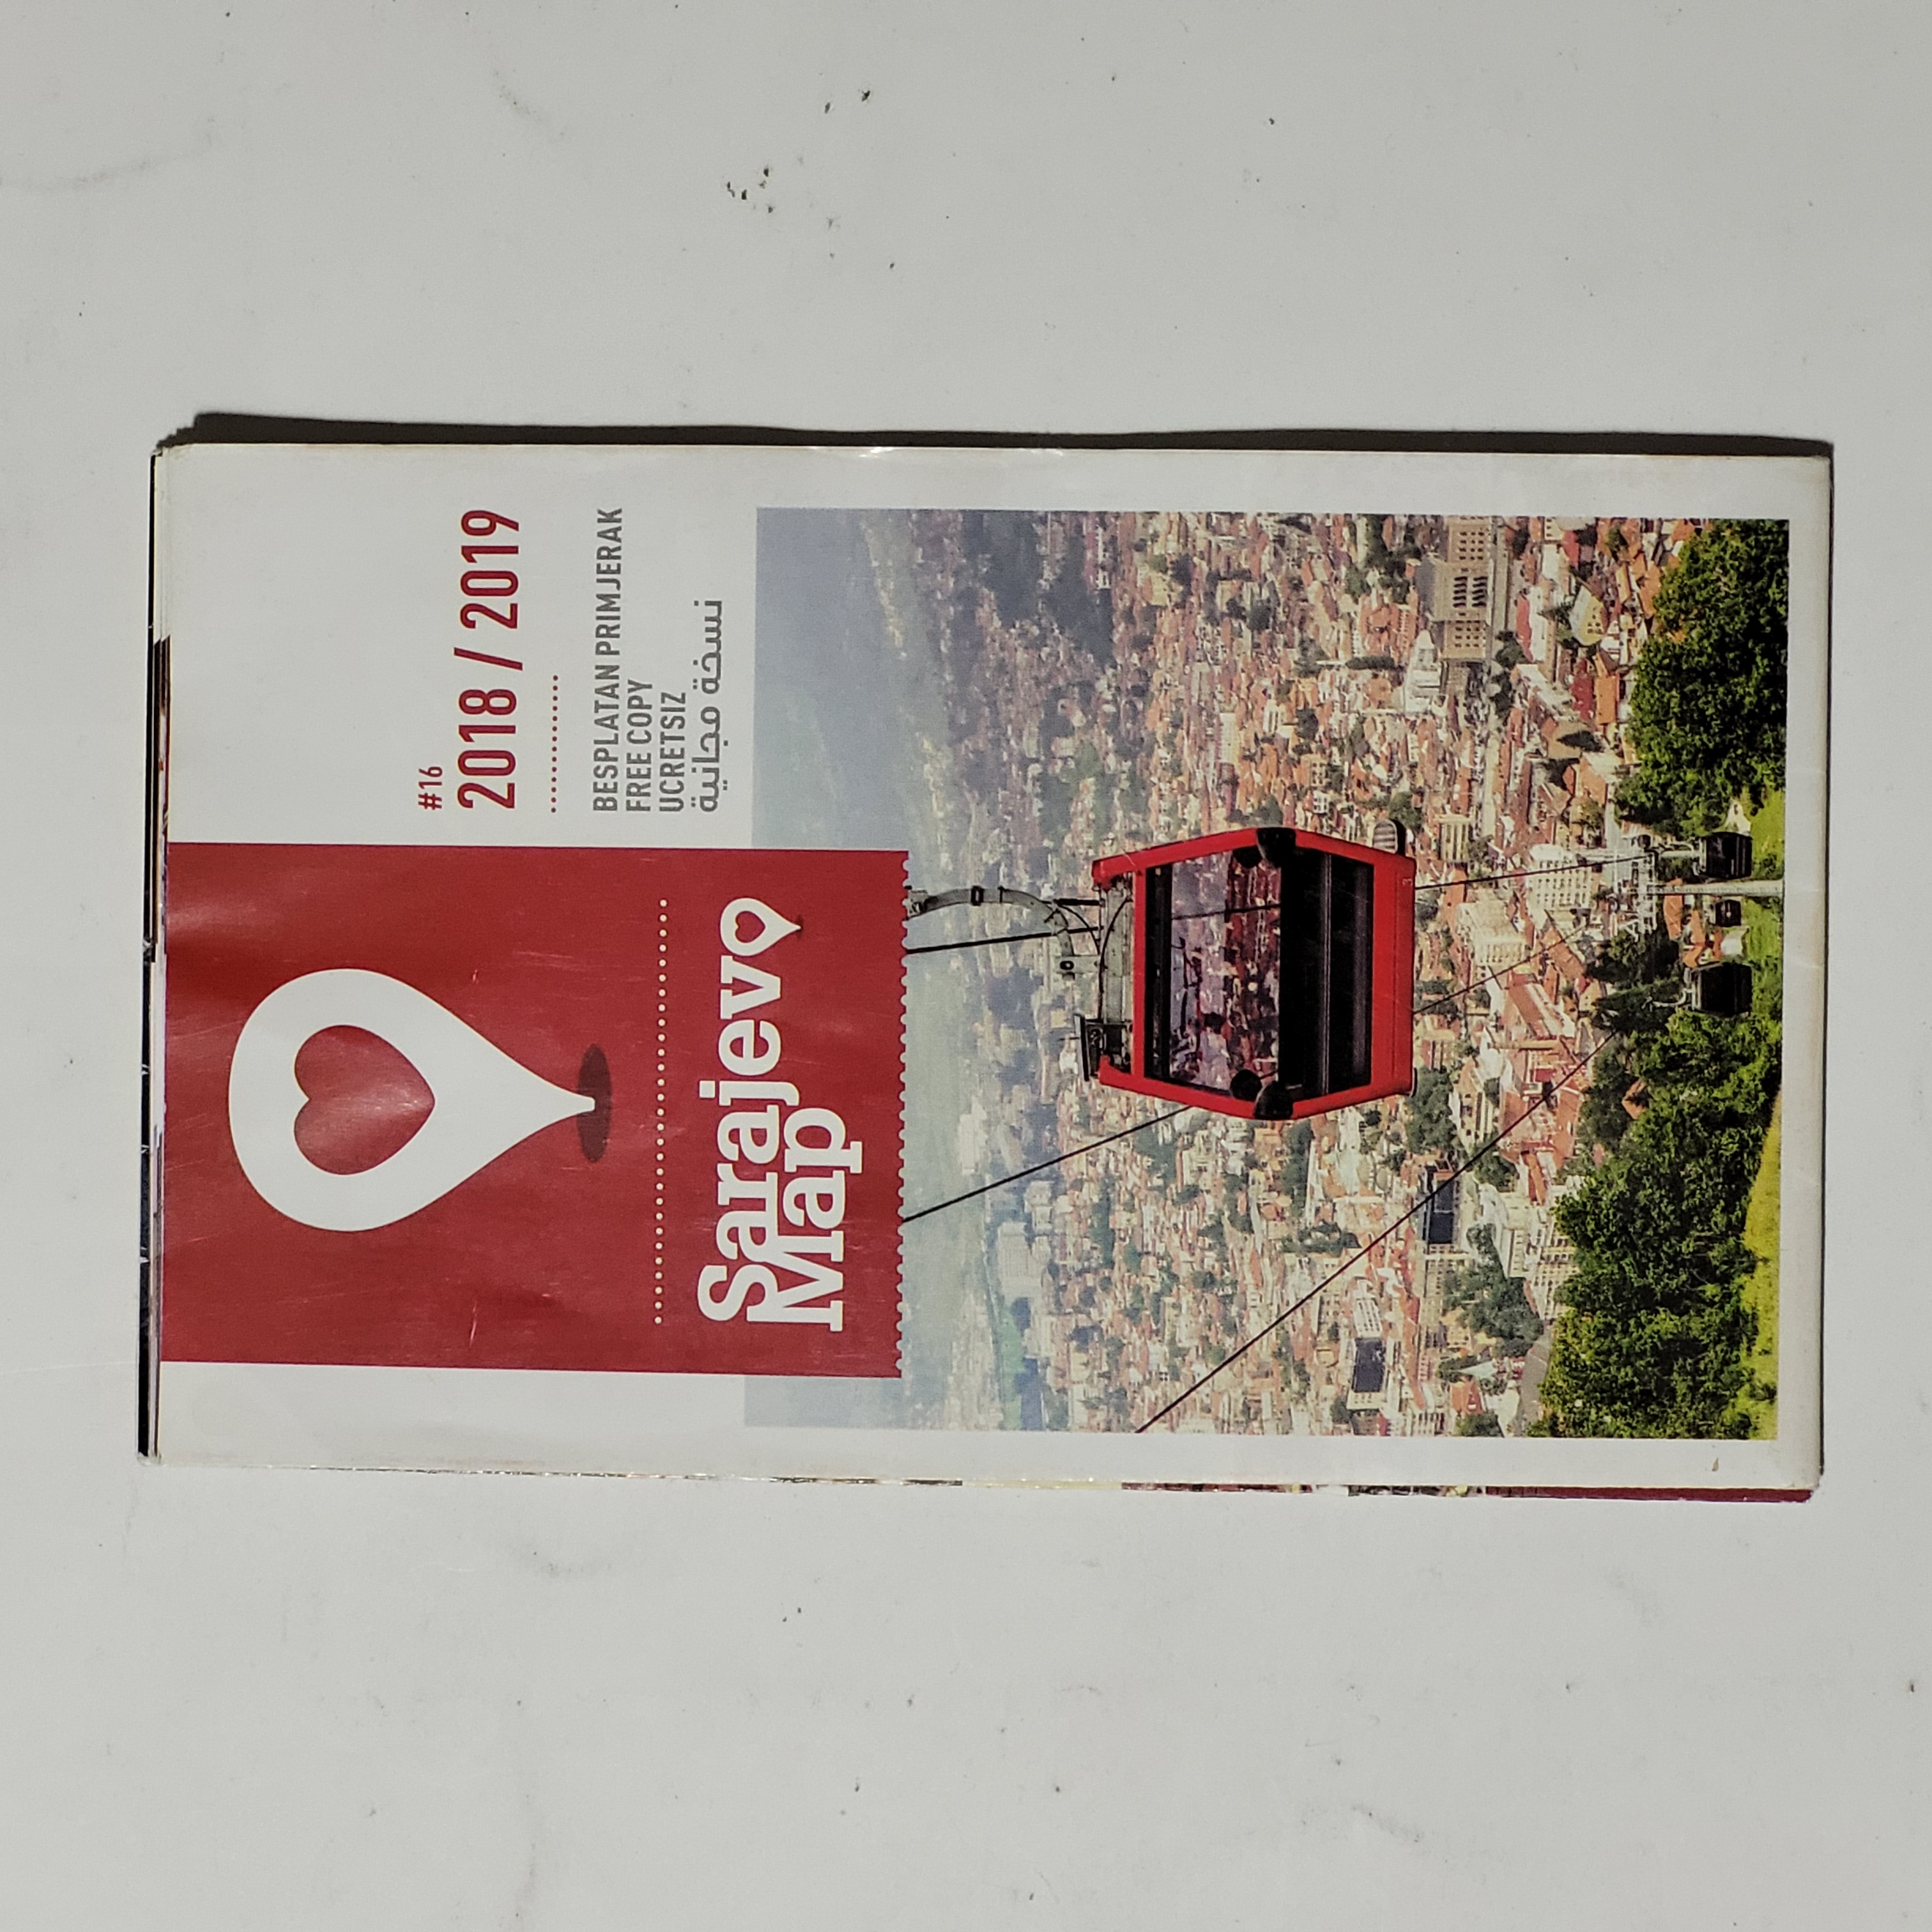 #16
2018 / 2019
BESPLATAN PRIMJERAK
FREE COPY
UCRETSIZ
نسخة مجانية
Sarajevo
Map